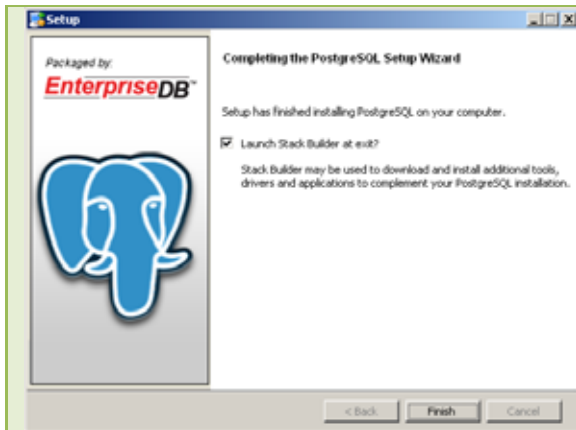 Setup
Packaged by:
EnterpriseDB™
Completing the PostgreSQL Setup Wizard
Setup has finished installing PostgreSQL on your computer.
Launch Stack Builder at exit?
Stack Builder may be used to download and install additional tools,
drivers and applications to complement your PostgreSQL installation.
< Back
Finish
Cancel